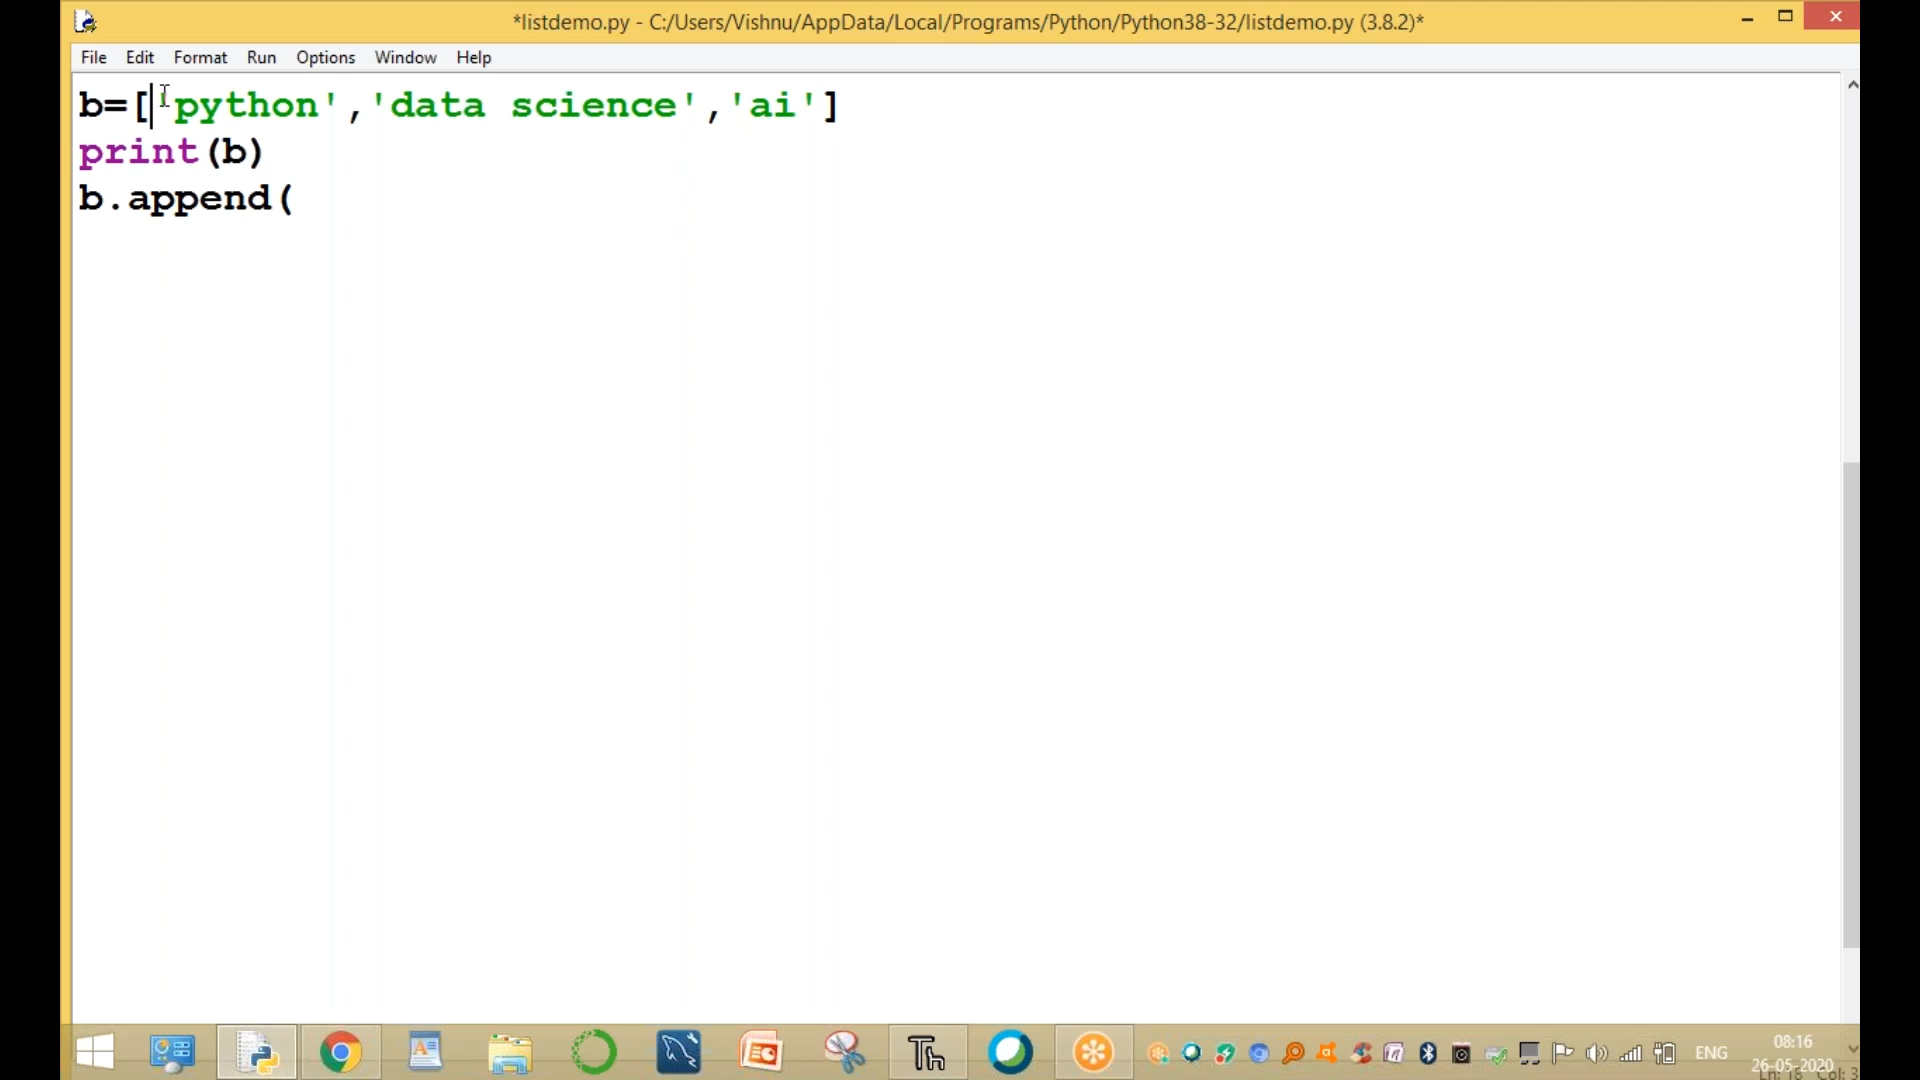 *listdemo.py - C:/Users/Vishnu/AppData/Local/Programs/Python/Python38-32/listdemo.py (3.8.2)*
File Edit Format Run Options Window Help
b=['python','data science','ai']
print(b)
b.append(
ENG
08:16
26-05-2020